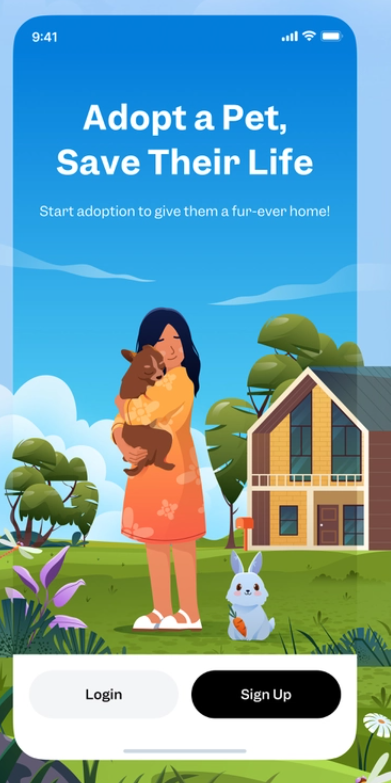 9:41
Adopt a Pet,
Save Their Life
Start adoption to give them a fur-ever home!
Login
Sign Up